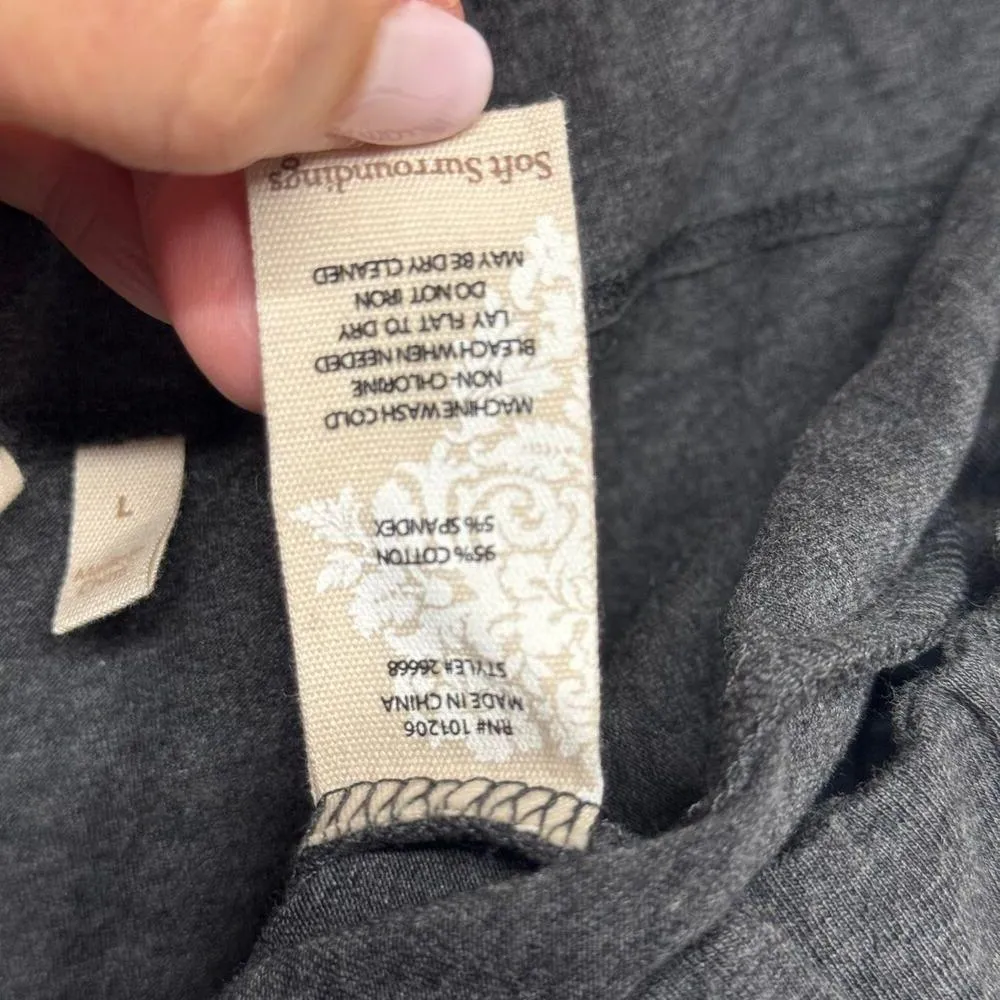 RN# 101206
MADE IN CHINA
STYLE# 26668
95% COTTON
5% SPANDEX
MACHINE WASH COLD
NON-CHLORINE
BLEACH WHEN NEEDED
LAY FLAT TO DRY
DO NOT IRON
MAY BE DRY CLEANED
Soft Surroundings
L